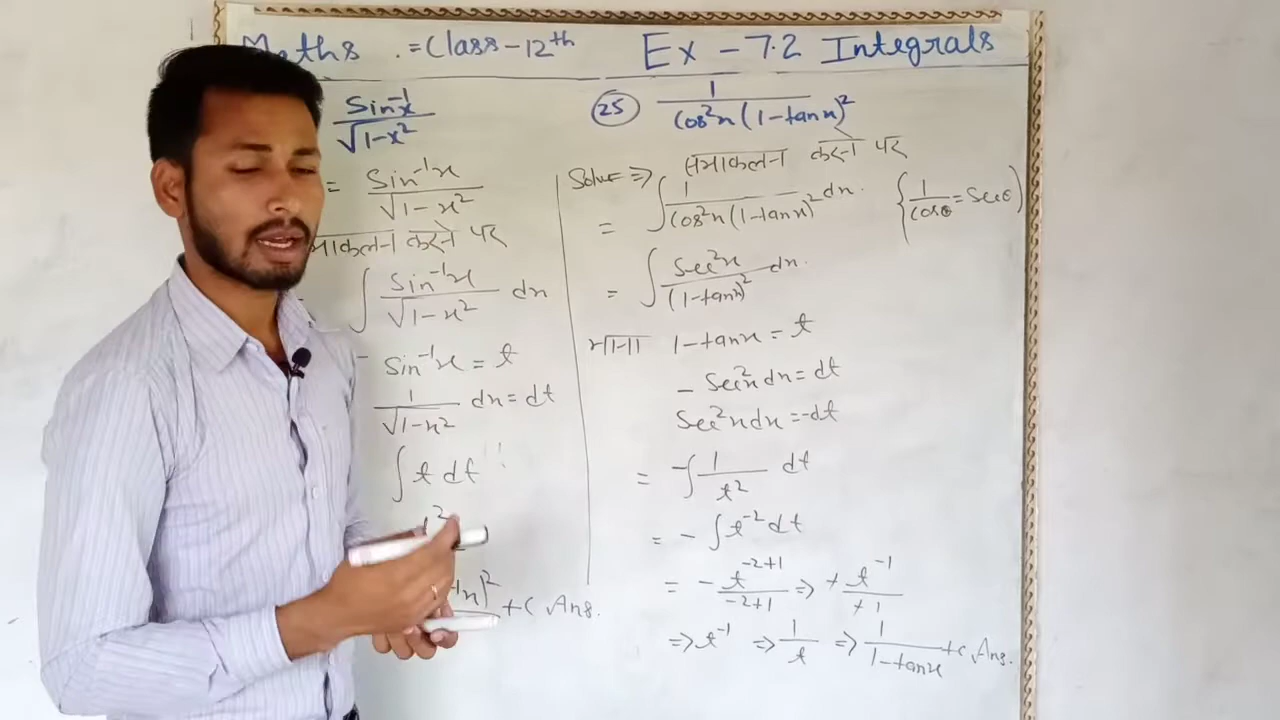 Maths .= Class-12th Ex - 7.2 Integrals
Sin⁻¹x / √1-x²
= Sin⁻¹x / √1-x²
समाकलन करने पर
∫ Sin⁻¹x / √1-x² dx
Sin⁻¹x = t
1 / √1-x² dx = dt
∫ t dt
t²
)² +C Ans.
(25) 1 / Cos²x (1-tanx)²
Solve ⇒ समाकलन करने पर
= ∫ 1 / Cos²x (1-tanx)² dx. { 1 / Cosθ = Secθ }
= ∫ Sec²x / (1-tanx)² dx.
माना 1-tanx = t
- Sec²x dx = dt
Sec²x dx = -dt
= -∫ 1 / t² dt
= - ∫ t⁻² dt
= - t⁻²⁺¹ / -2+1 ⇒ + t⁻¹ / +1
⇒ t⁻¹ ⇒ 1 / t ⇒ 1 / 1-tanx +C Ans.